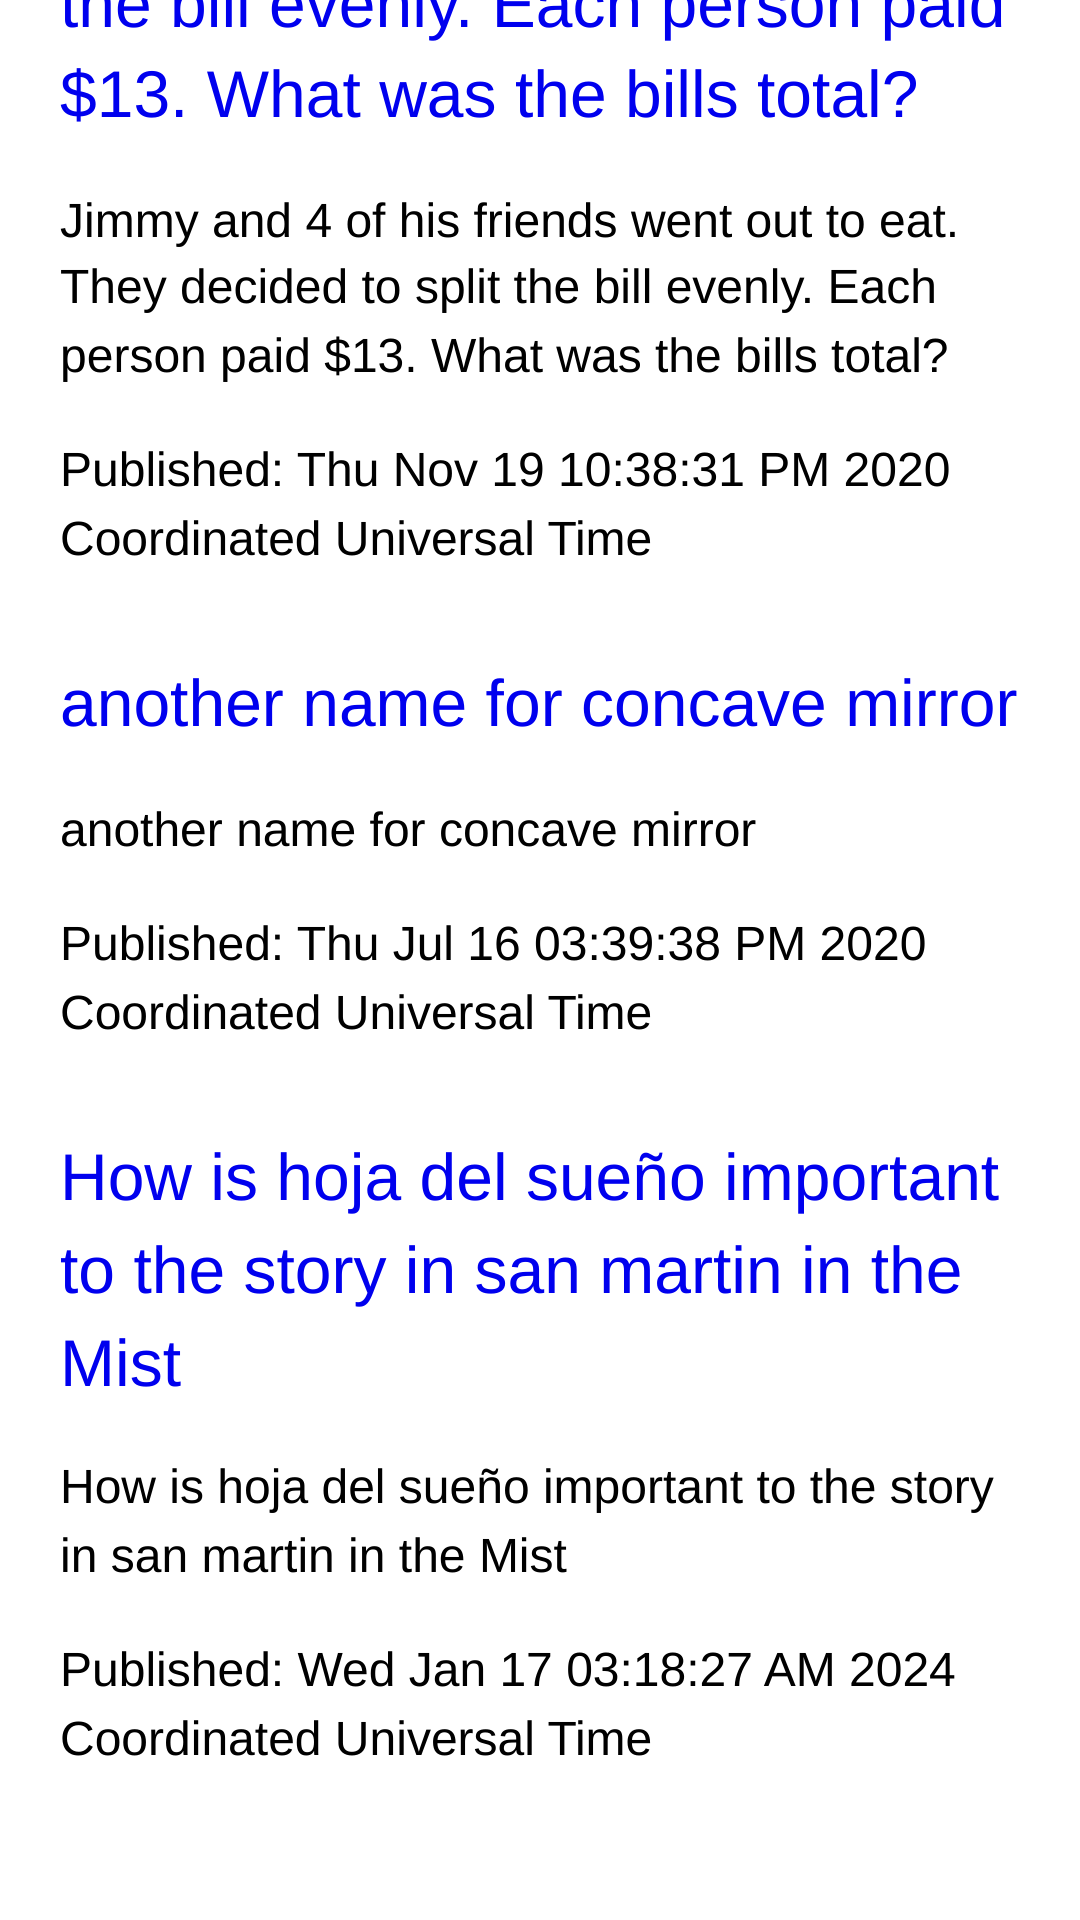 the bill evenly. Each person paid
$13. What was the bills total?
Jimmy and 4 of his friends went out to eat.
They decided to split the bill evenly. Each
person paid $13. What was the bills total?
Published: Thu Nov 19 10:38:31 PM 2020
Coordinated Universal Time
another name for concave mirror
another name for concave mirror
Published: Thu Jul 16 03:39:38 PM 2020
Coordinated Universal Time
How is hoja del sueño important
to the story in san martin in the
Mist
How is hoja del sueño important to the story
in san martin in the Mist
Published: Wed Jan 17 03:18:27 AM 2024
Coordinated Universal Time